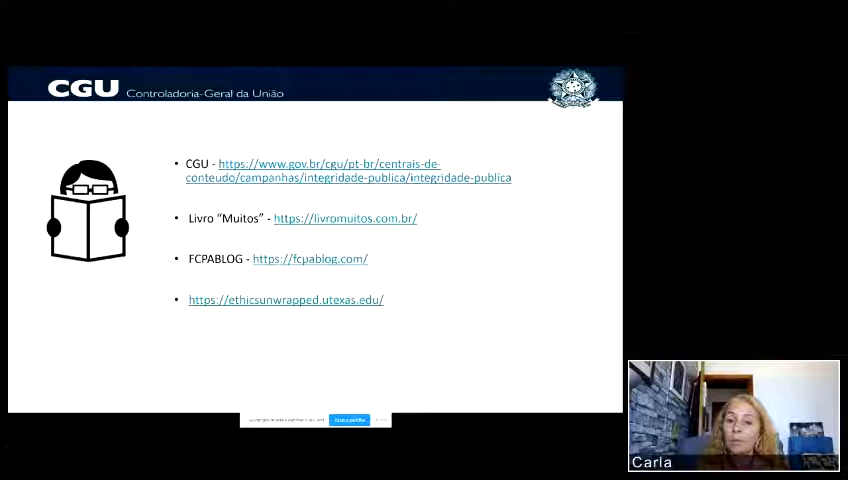 CGU Controladoria-Geral da União
• CGU - https://www.gov.br/cgu/pt-br/centrais-de-
conteudo/campanhas/integridade-publica/integridade-publica
• Livro “Muitos” - https://livromuitos.com.br/
• FCPABLOG - https://fcpablog.com/
• https://ethicsunwrapped.utexas.edu/
Carla